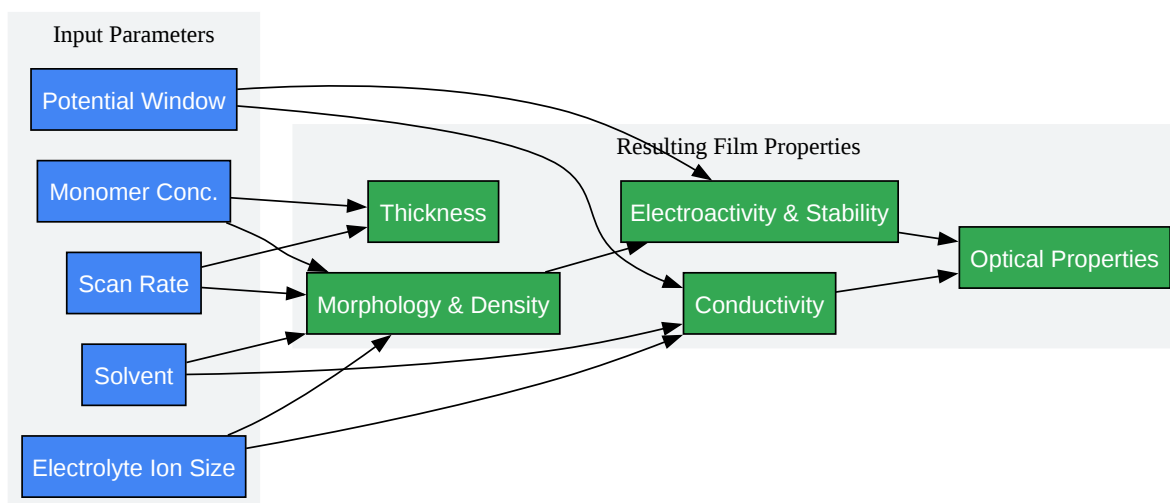 Input Parameters
Potential Window
Monomer Conc.
Scan Rate
Solvent
Electrolyte Ion Size
Resulting Film Properties
Thickness
Morphology & Density
Electroactivity & Stability
Conductivity
Optical Properties